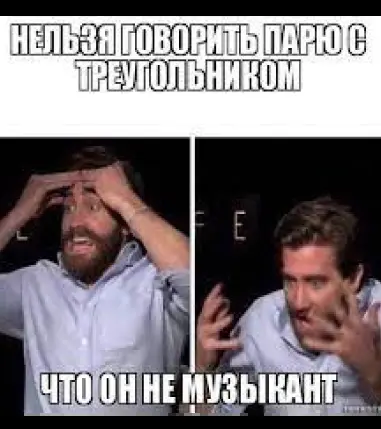 НЕЛЬЗЯ ГОВОРИТЬ ПАРЮ С
ТРЕУГОЛЬНИКОМ
L
F E
ЧТО ОН НЕ МУЗЫКАНТ